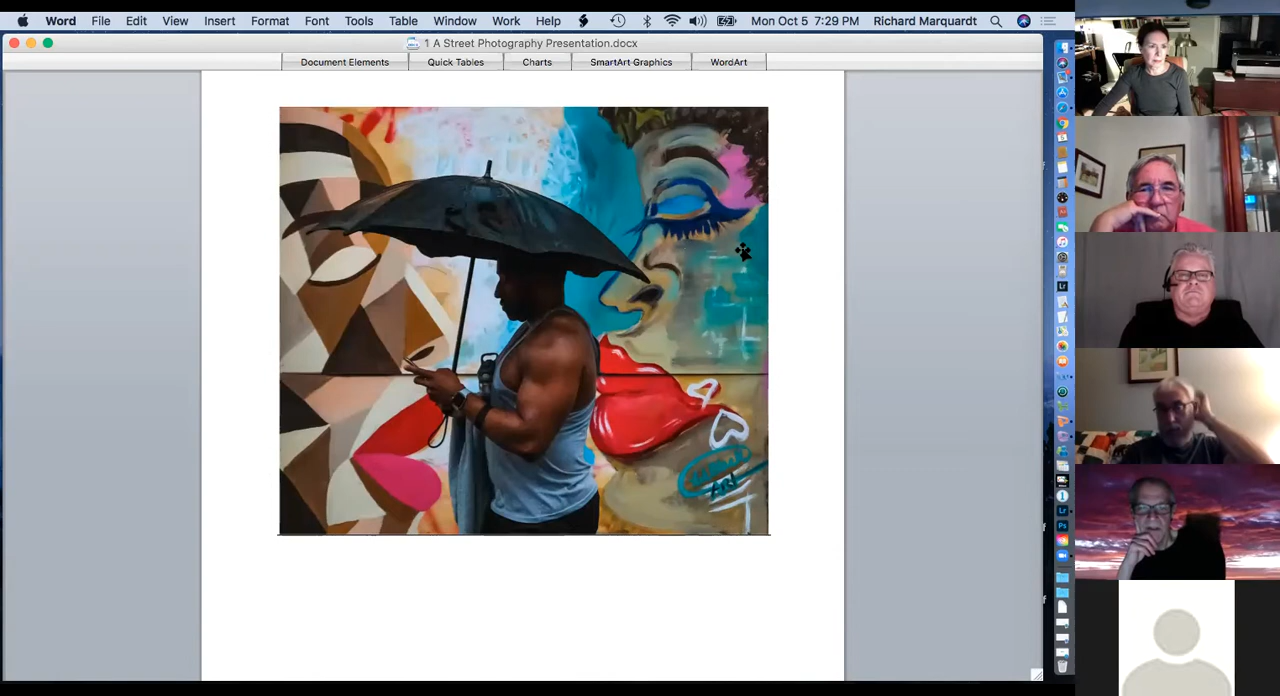 Word File Edit View Insert Format Font Tools Table Window Work Help Mon Oct 5 7:29 PM Richard Marquardt
1 A Street Photography Presentation.docx
Document Elements Quick Tables Charts SmartArt Graphics WordArt
ART